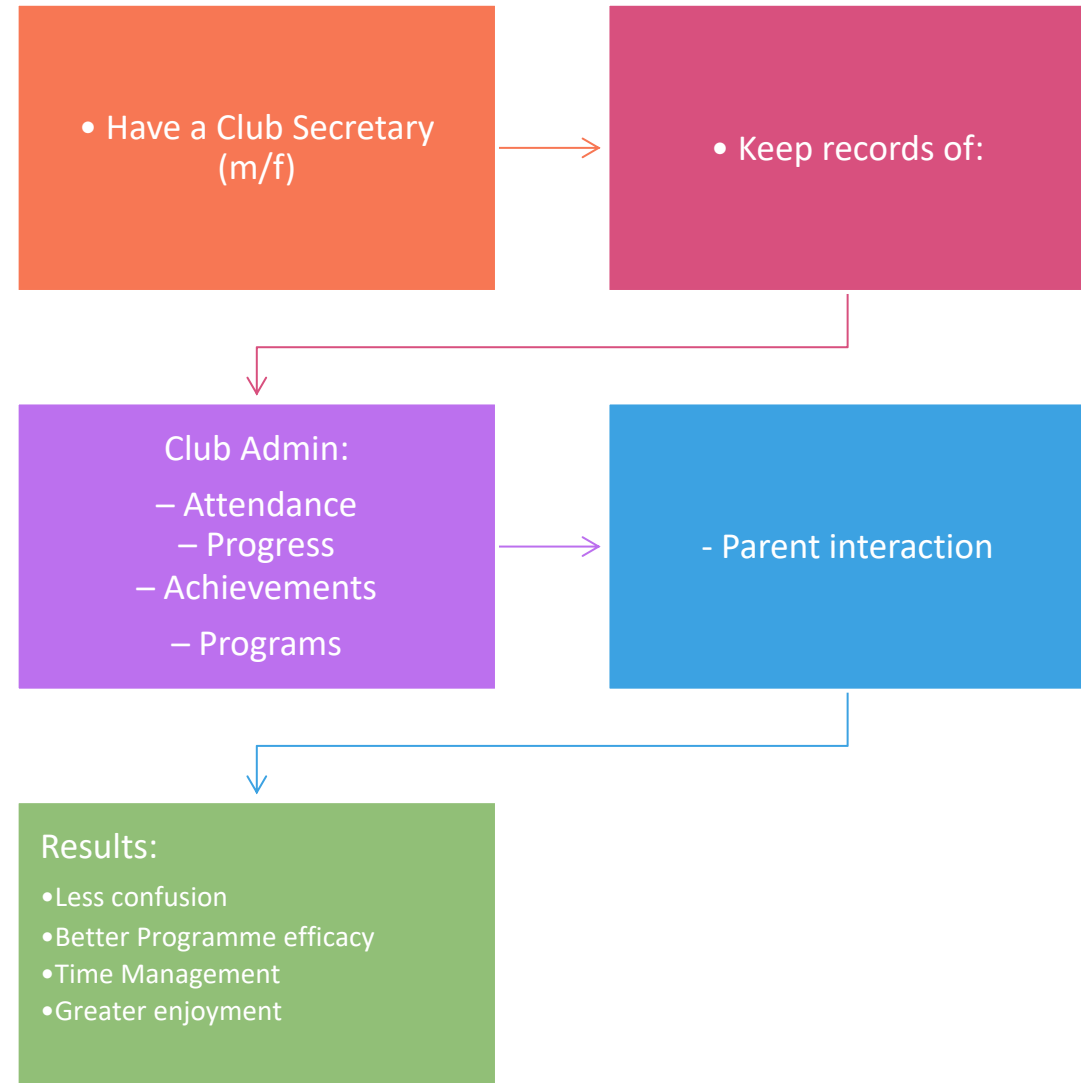 • Have a Club Secretary
(m/f)
• Keep records of:
Club Admin:
– Attendance
– Progress
– Achievements
– Programs
- Parent interaction
Results:
•Less confusion
•Better Programme efficacy
•Time Management
•Greater enjoyment